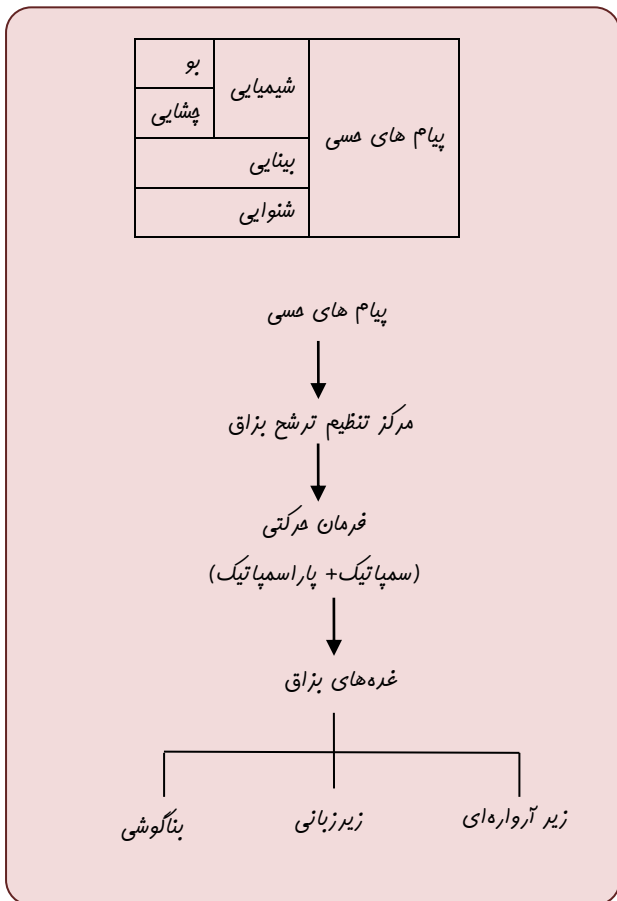 پیام های حسی
شیمیایی
بو
چشایی
بینایی
شنوایی
پیام های حسی
مرکز تنظیم ترشح بزاق
فرمان حرکتی
(سمپاتیک+ پاراسمپاتیک)
غده‌های بزاق
زیر آرواره‌ای
زیرزبانی
بناگوشی